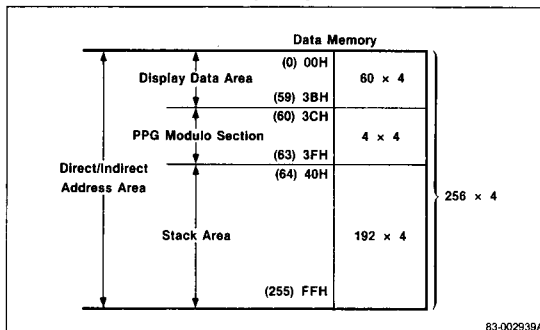 Data Memory
(0) 00H
Display Data Area
60 × 4
(59) 3BH
(60) 3CH
PPG Modulo Section
4 × 4
(63) 3FH
(64) 40H
Direct/Indirect
Address Area
256 × 4
Stack Area
192 × 4
(255) FFH
83-002939A